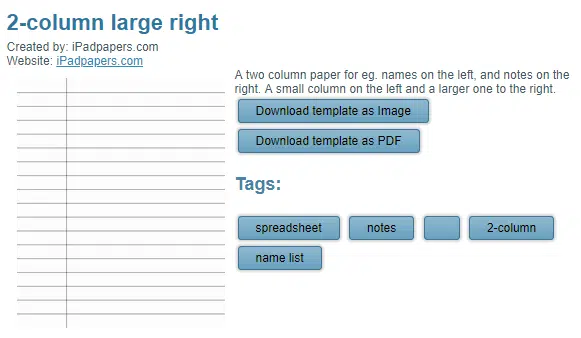 2-column large right
Created by: iPadpapers.com
Website: iPadpapers.com
A two column paper for eg. names on the left, and notes on the
right. A small column on the left and a larger one to the right.
Download template as Image
Download template as PDF
Tags:
spreadsheet notes 2-column
name list